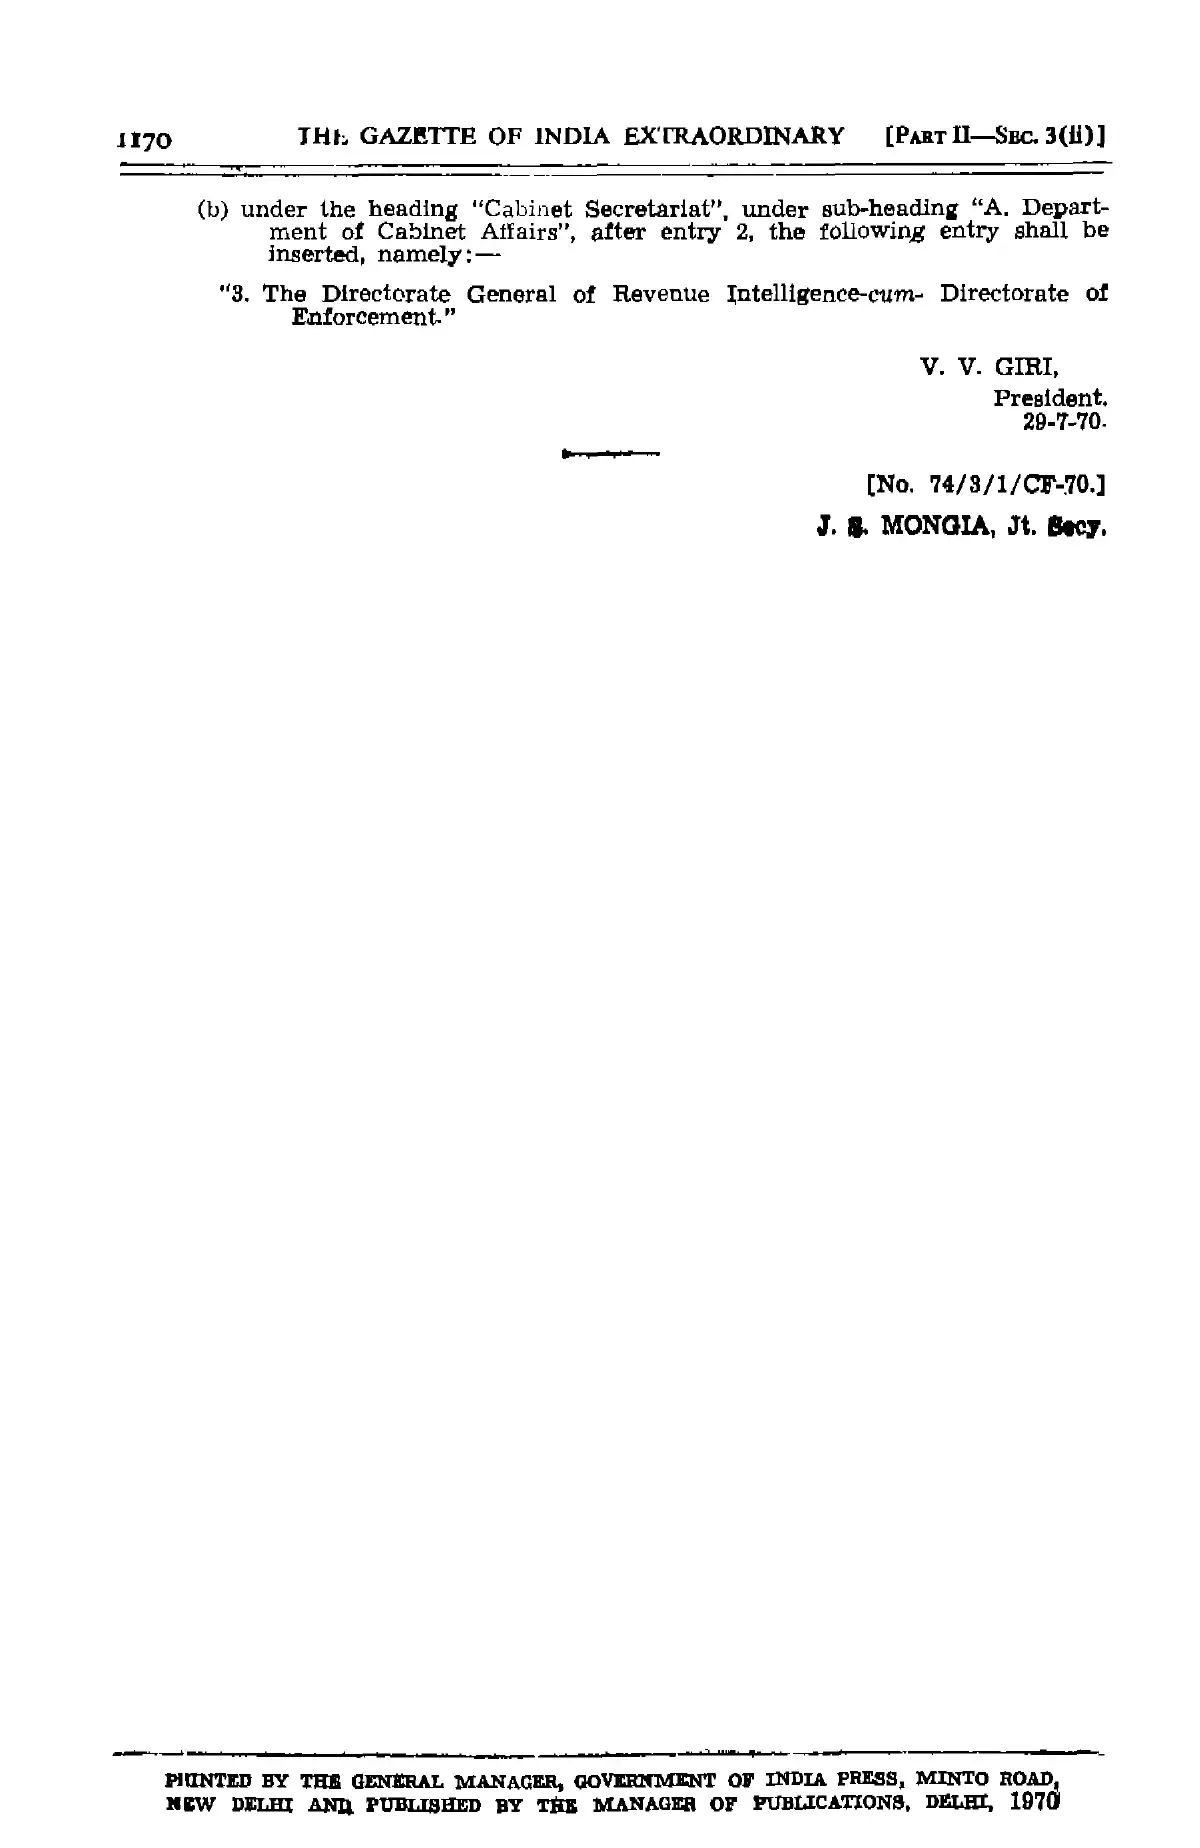 1170 THE GAZETTE OF INDIA EXTRAORDINARY [PART II—SEC. 3(ii)]
(b) under the heading "Cabinet Secretariat", under sub-heading "A. Depart-
ment of Cabinet Affairs", after entry 2, the following entry shall be
inserted, namely:—
"3. The Directorate General of Revenue Intelligence-cum- Directorate of
Enforcement."
V. V. GIRI,
President.
29-7-70.
[No. 74/3/1/CF-70.]
J. S. MONGIA, Jt. Secy.
PRINTED BY THE GENERAL MANAGER, GOVERNMENT OF INDIA PRESS, MINTO ROAD,
NEW DELHI AND PUBLISHED BY THE MANAGER OF PUBLICATIONS, DELHI, 1970